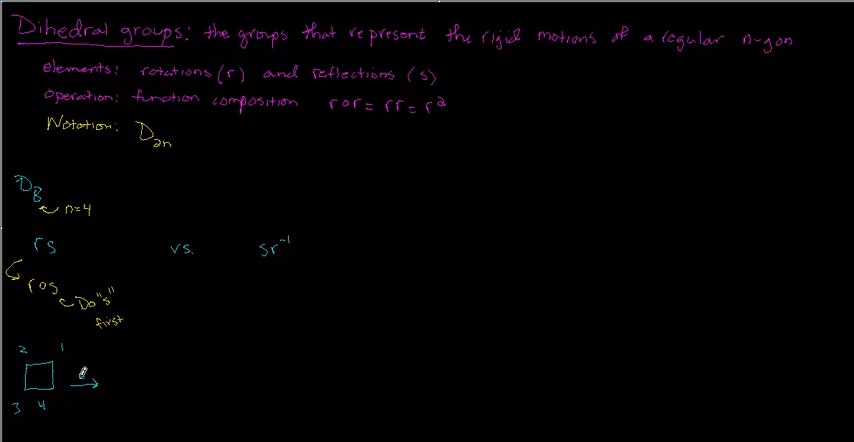 Dihedral groups: the groups that represent the rigid motions of a regular n-gon
elements: rotations (r) and reflections (s)
operation: function composition r∘r = rr = r²
Notation: D₂ₙ
D₈
n=4
rs vs. sr⁻¹
r∘s
Do "s"
first
2 1
3 4